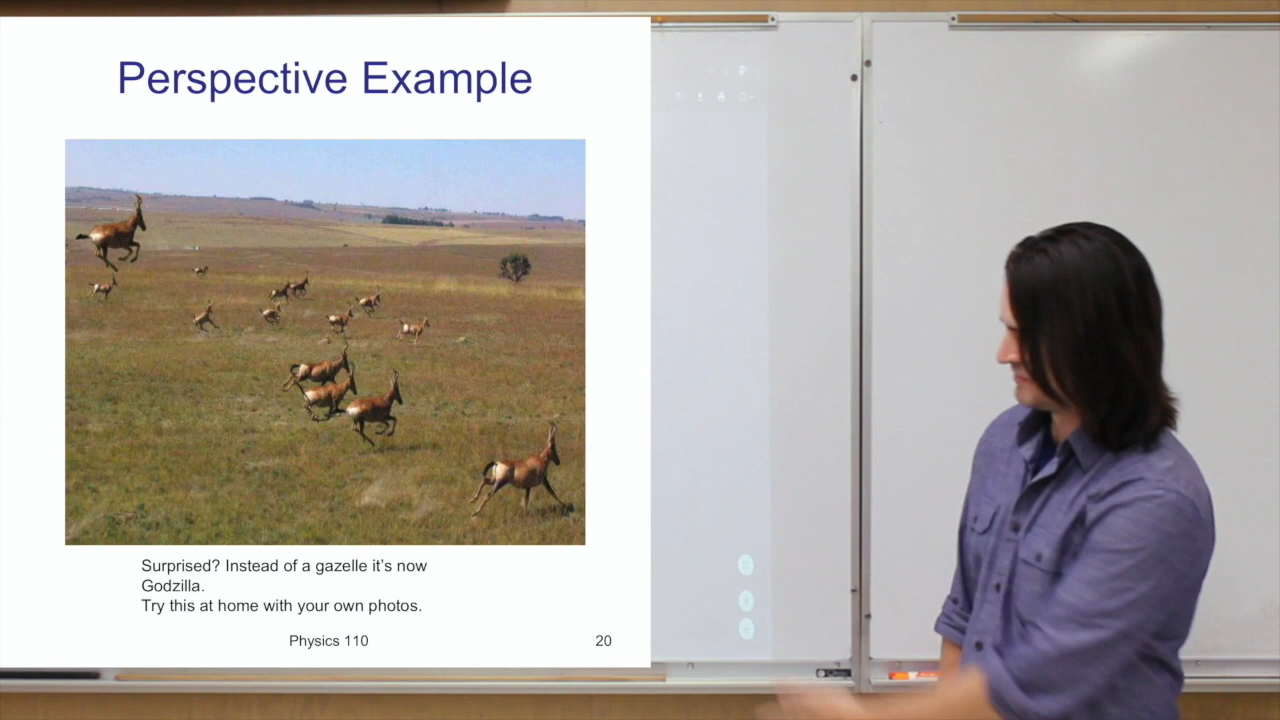 Perspective Example
Surprised? Instead of a gazelle it's now
Godzilla.
Try this at home with your own photos.
Physics 110
20